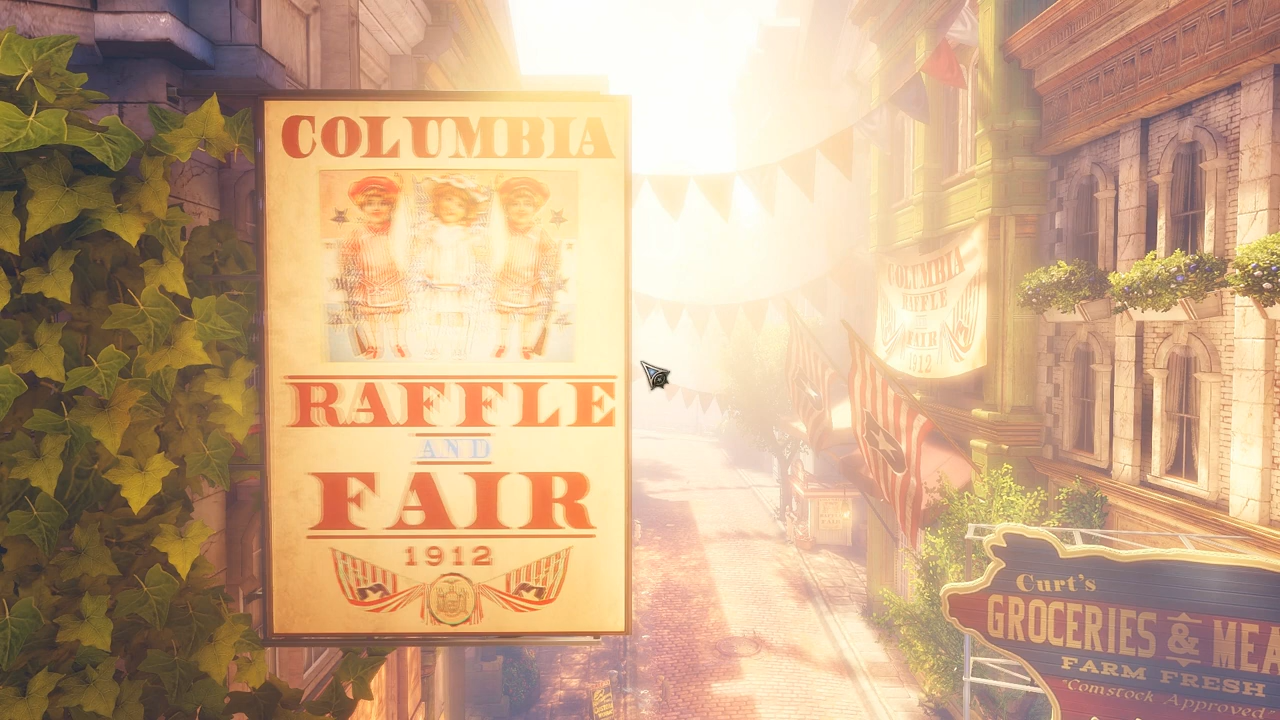 COLUMBIA
RAFFLE
AND
FAIR
1912
COLUMBIA
RAFFLE
FAIR
1912
Curt's
GROCERIES & MEA
FARM FRESH
"Comstock Approved"